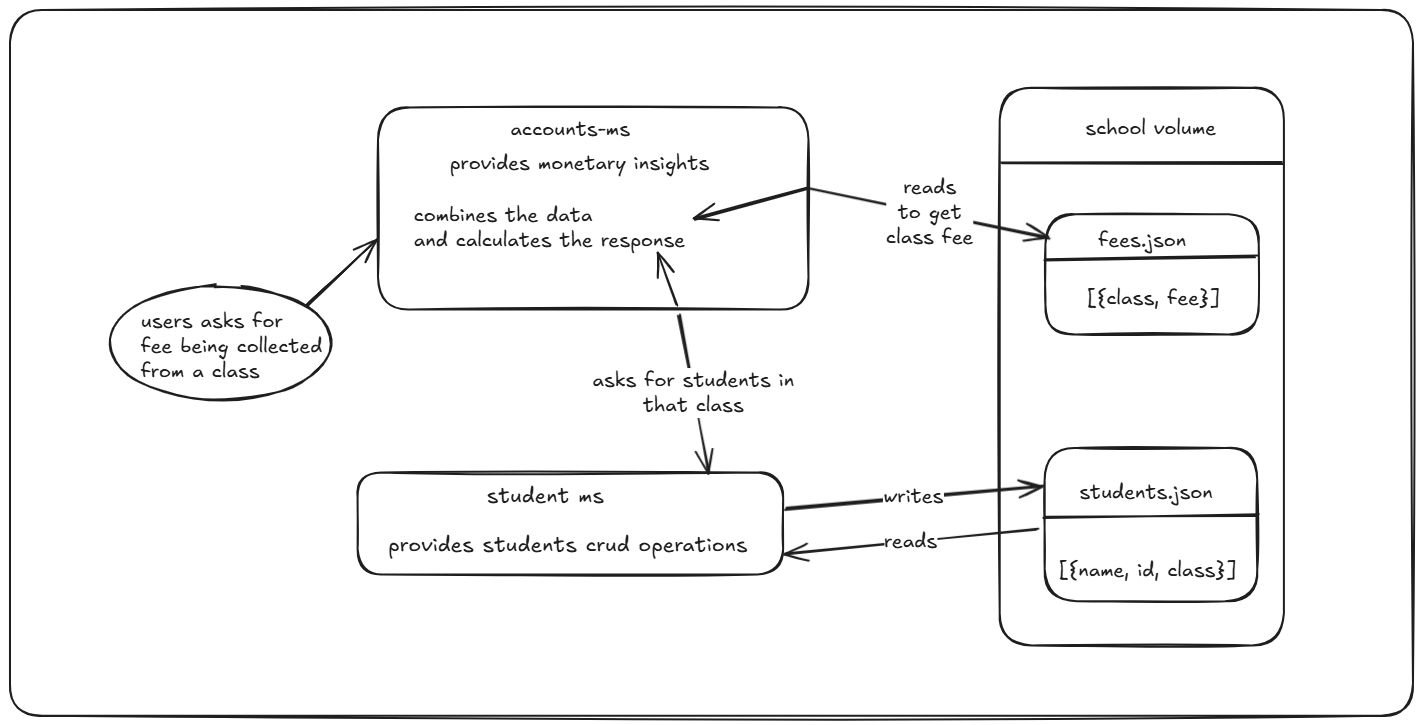 accounts-ms
provides monetary insights
combines the data
and calculates the response
users asks for
fee being collected
from a class
reads
to get
class fee
school volume
fees.json
[{class, fee}]
asks for students in
that class
student ms
provides students crud operations
writes
reads
students.json
[{name, id, class}]